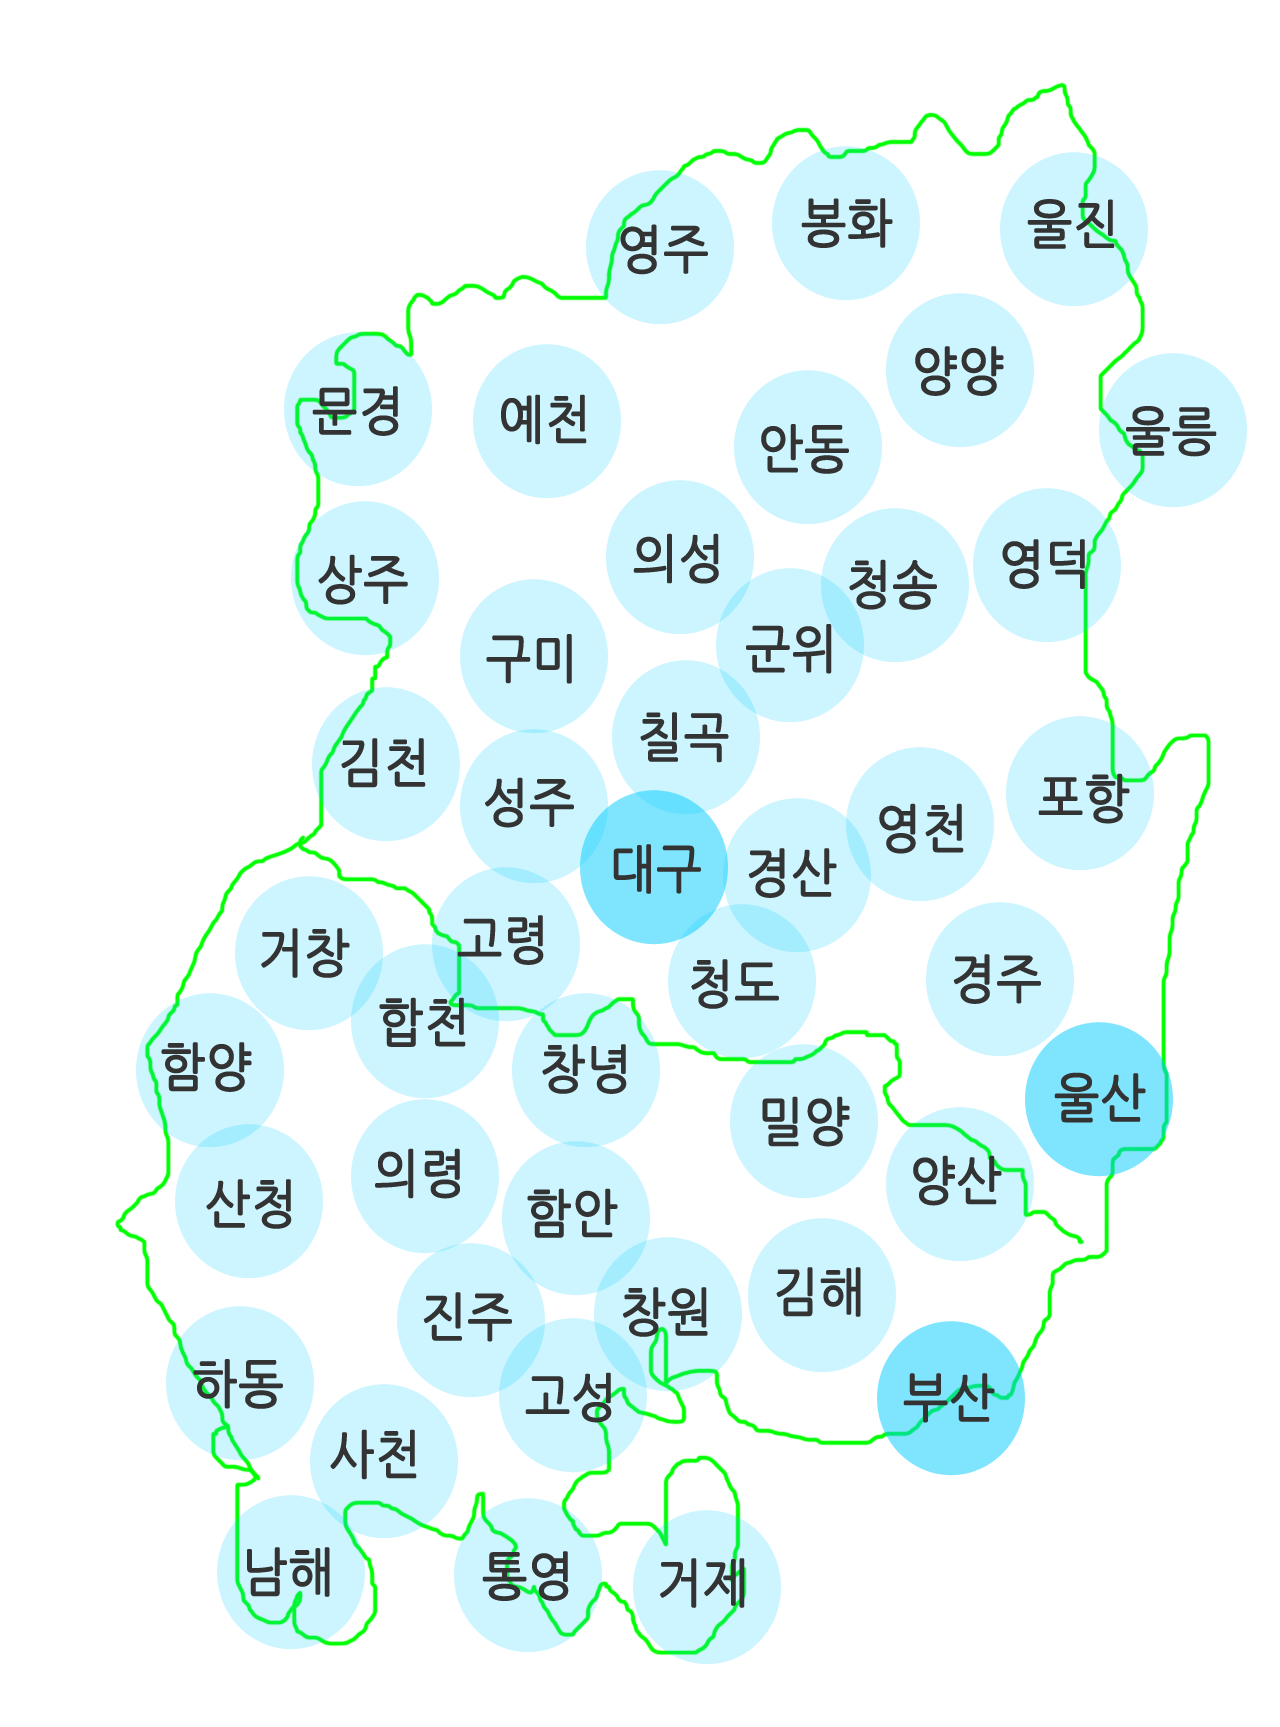 봉화
울진
영주
양양
문경
예천
안동
울릉
의성
청송
영덕
상주
구미
군위
칠곡
김천
성주
포항
영천
대구
경산
고령
거창
청도
경주
합천
함양
창녕
울산
밀양
의령
양산
산청
함안
김해
진주
창원
하동
고성
부산
사천
남해
통영
거제